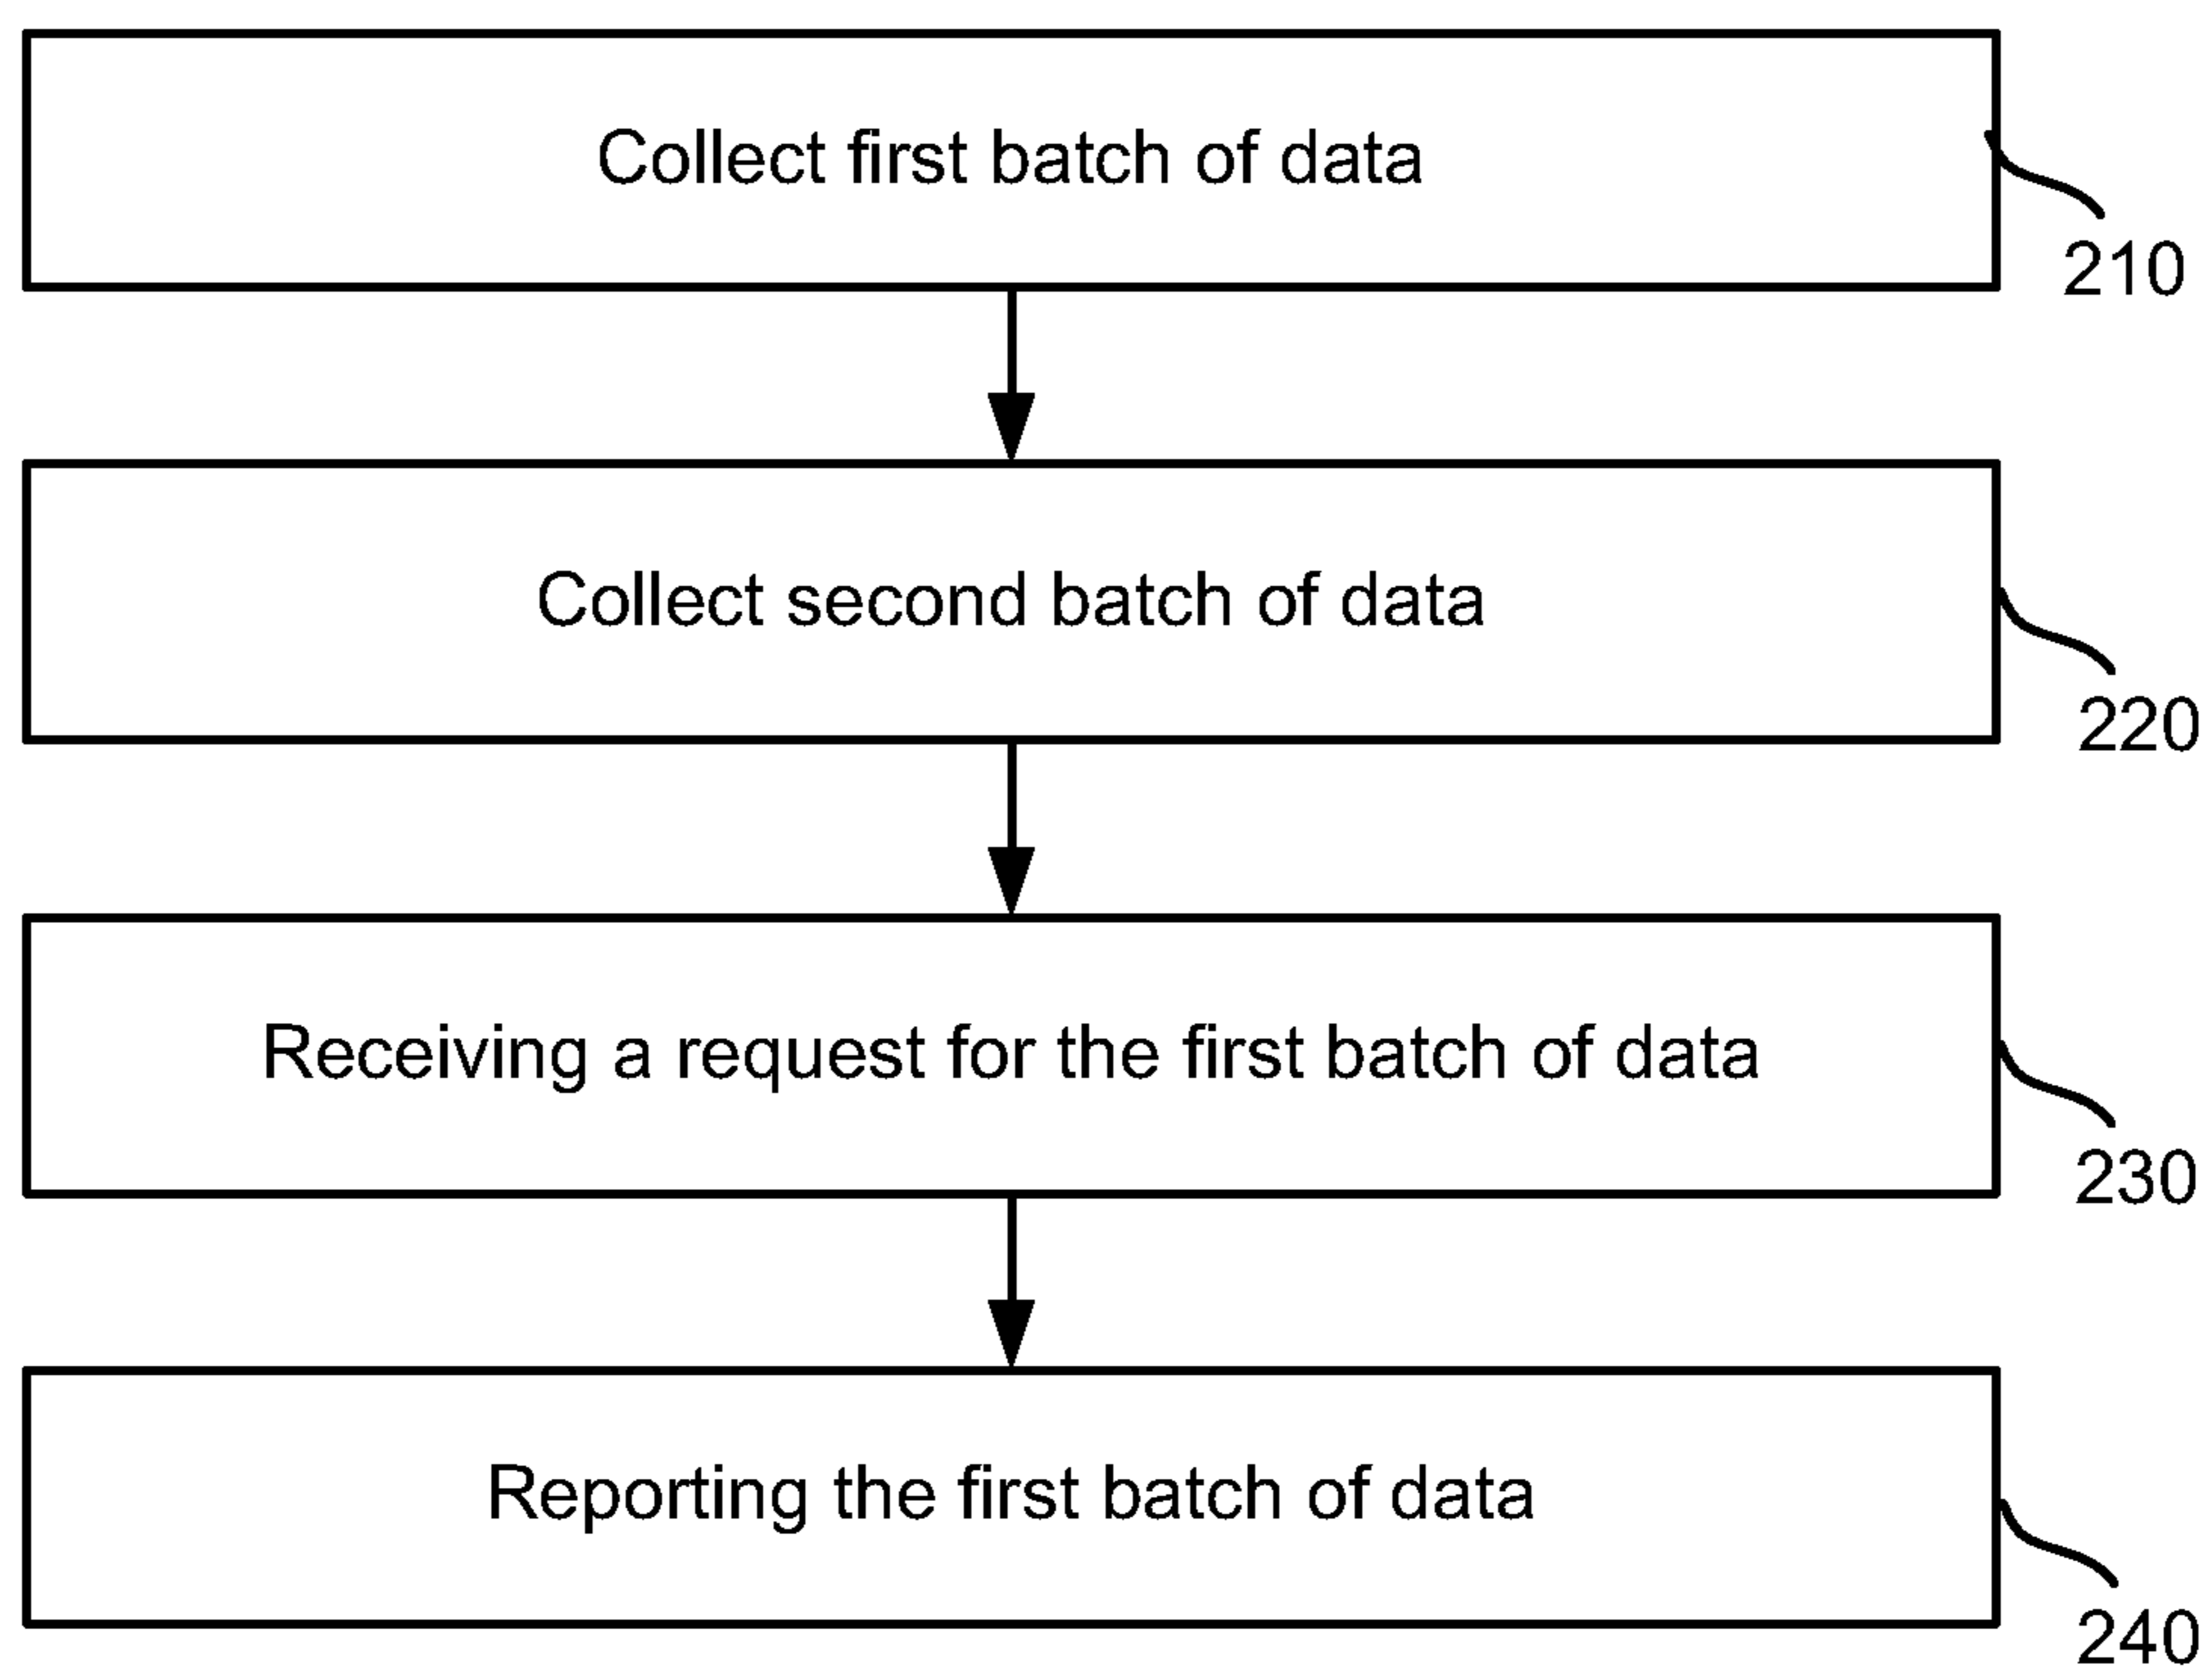 Collect first batch of data
210
Collect second batch of data
220
Receiving a request for the first batch of data
230
Reporting the first batch of data
240